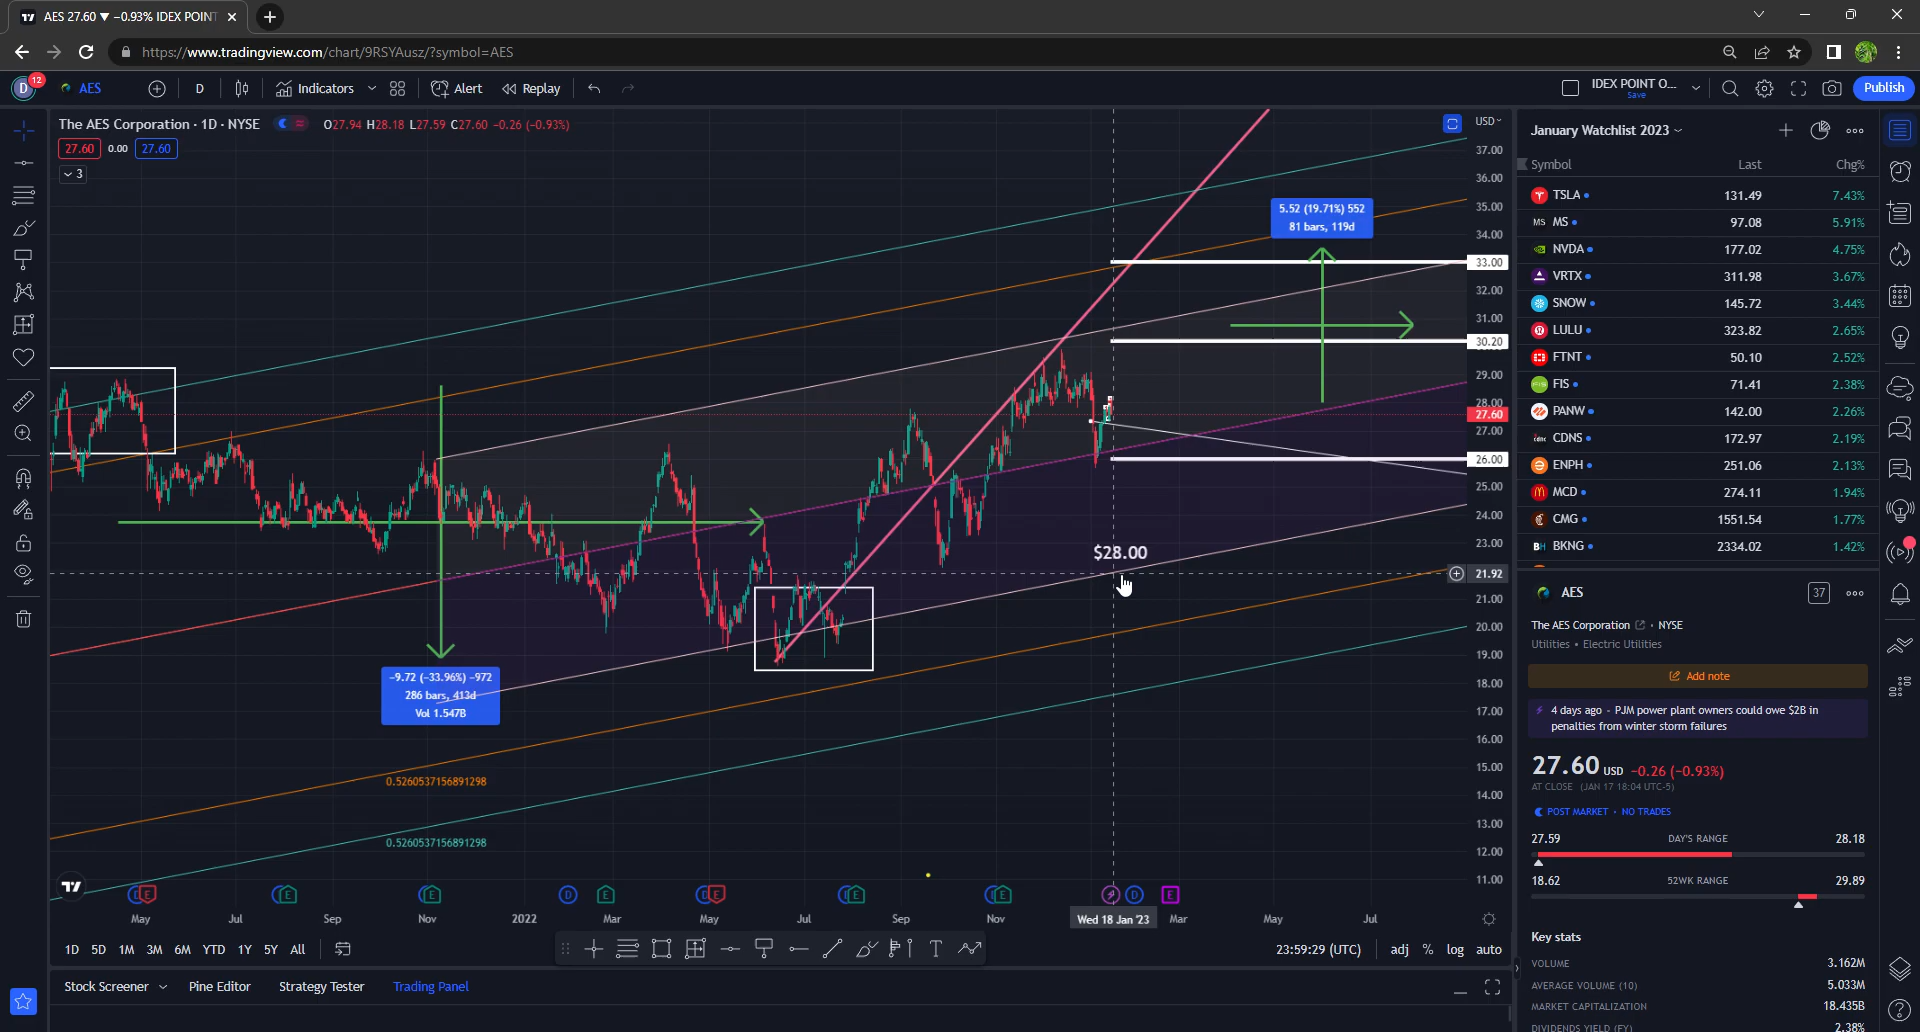 AES 27.60 ▼ −0.93% IDEX POINT
https://www.tradingview.com/chart/9RSYAusz/?symbol=AES
D 12 AES D Indicators Alert Replay IDEX POINT O... Save Publish
The AES Corporation · 1D · NYSE O27.94 H28.18 L27.59 C27.60 −0.26 (−0.93%)
27.60 0.00 27.60
3
USD
37.00
36.00
35.00
34.00
33.00
32.00
31.00
30.20
29.00
28.00
27.60
27.00
26.00
25.00
24.00
23.00
21.92
21.00
20.00
19.00
18.00
17.00
16.00
15.00
14.00
13.00
12.00
11.00
5.52 (19.71%) 552
81 bars, 119d
$28.00
−9.72 (−33.96%) −972
286 bars, 413d
Vol 1.547B
0.5260537156891298
0.5260537156891298
D E E E D E D E E E D E
May Jul Sep Nov 2022 Mar May Jul Sep Nov Wed 18 Jan '23 Mar May Jul
1D 5D 1M 3M 6M YTD 1Y 5Y All T 23:59:29 (UTC) adj % log auto
Stock Screener Pine Editor Strategy Tester Trading Panel
January Watchlist 2023
Symbol Last Chg%
TSLA 131.49 7.43%
MS MS 97.08 5.91%
NVDA 177.02 4.75%
VRTX 311.98 3.67%
SNOW 145.72 3.44%
LULU 323.82 2.65%
FTNT 50.10 2.52%
FIS 71.41 2.38%
PANW 142.00 2.26%
CDNS 172.97 2.19%
ENPH 251.06 2.13%
MCD 274.11 1.94%
CMG 1551.54 1.77%
BKNG 2334.02 1.42%
AES 37
The AES Corporation · NYSE
Utilities · Electric Utilities
Add note
4 days ago · PJM power plant owners could owe $2B in
penalties from winter storm failures
27.60 USD −0.26 (−0.93%)
AT CLOSE (JAN 17 18:04 UTC-5)
POST MARKET · NO TRADES
27.59 DAY'S RANGE 28.18
18.62 52WK RANGE 29.89
Key stats
VOLUME 3.162M
AVERAGE VOLUME (10) 5.033M
MARKET CAPITALIZATION 18.435B
DIVIDENDS YIELD (FY) 2.38%